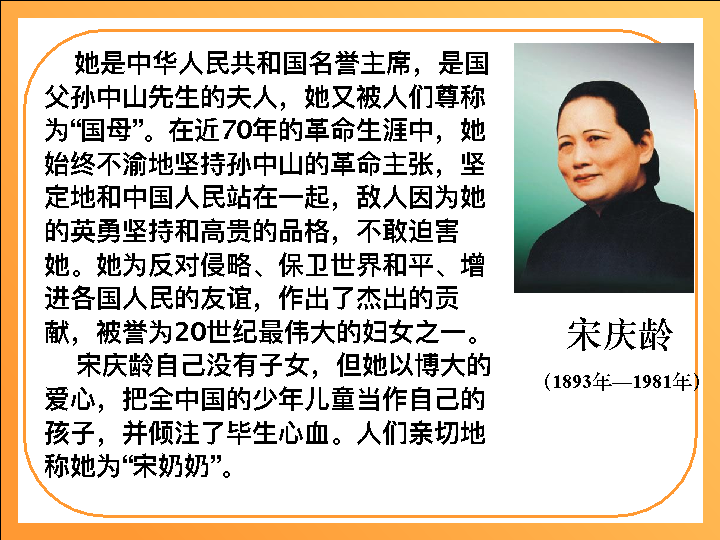 她是中华人民共和国名誉主席，是国
父孙中山先生的夫人，她又被人们尊称
为“国母”。在近70年的革命生涯中，她
始终不渝地坚持孙中山的革命主张，坚
定地和中国人民站在一起，敌人因为她
的英勇坚持和高贵的品格，不敢迫害
她。她为反对侵略、保卫世界和平、增
进各国人民的友谊，作出了杰出的贡
献，被誉为20世纪最伟大的妇女之一。
宋庆龄自己没有子女，但她以博大的
爱心，把全中国的少年儿童当作自己的
孩子，并倾注了毕生心血。人们亲切地
称她为“宋奶奶”。
宋庆龄
（1893年—1981年）